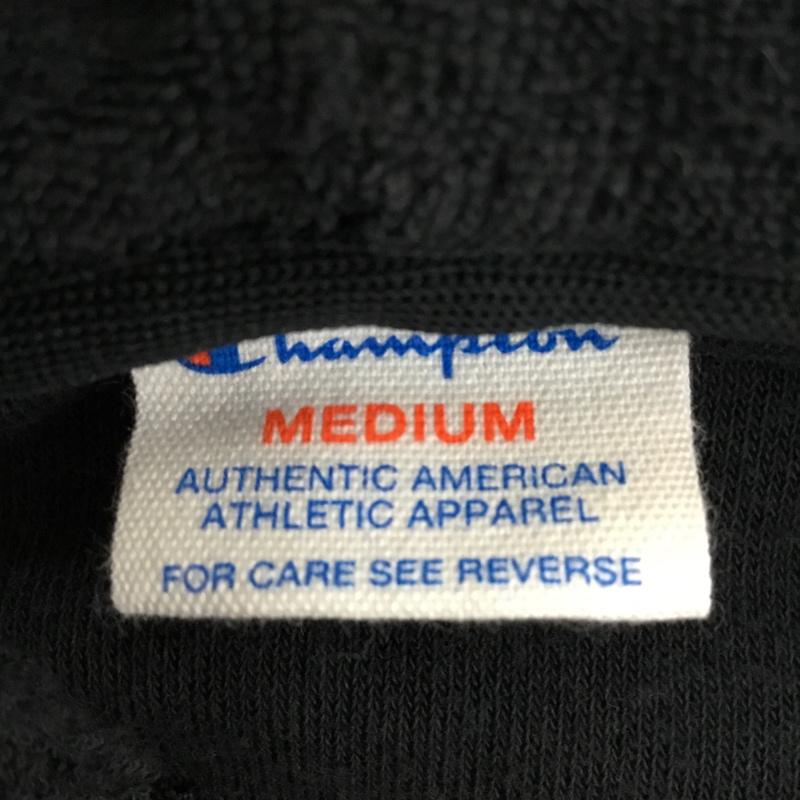 Champion
MEDIUM
AUTHENTIC AMERICAN
ATHLETIC APPAREL
FOR CARE SEE REVERSE